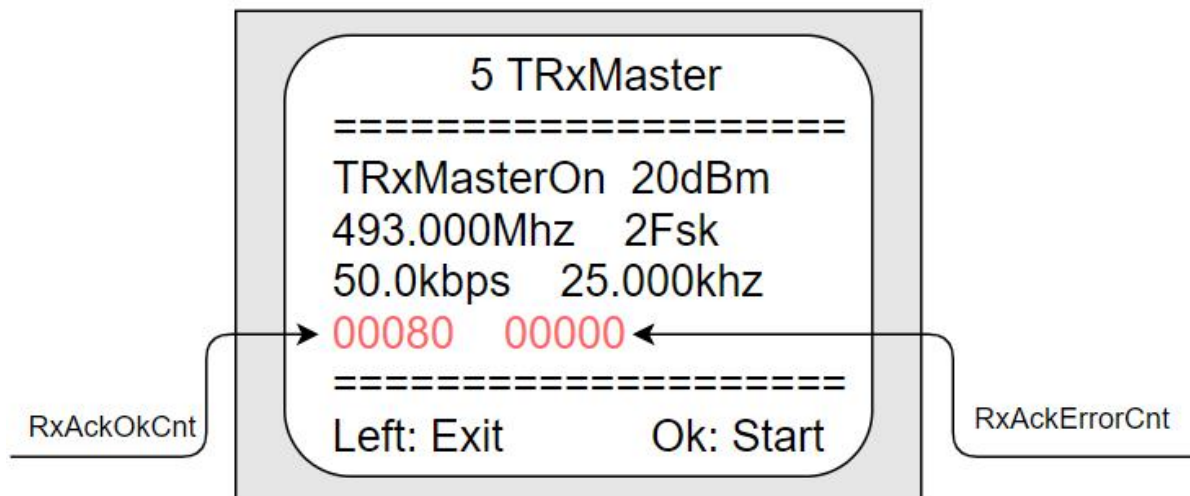 5 TRxMaster
====================
TRxMasterOn 20dBm
493.000Mhz 2Fsk
50.0kbps 25.000khz
00080 00000
====================
RxAckOkCnt
Left: Exit Ok: Start
RxAckErrorCnt